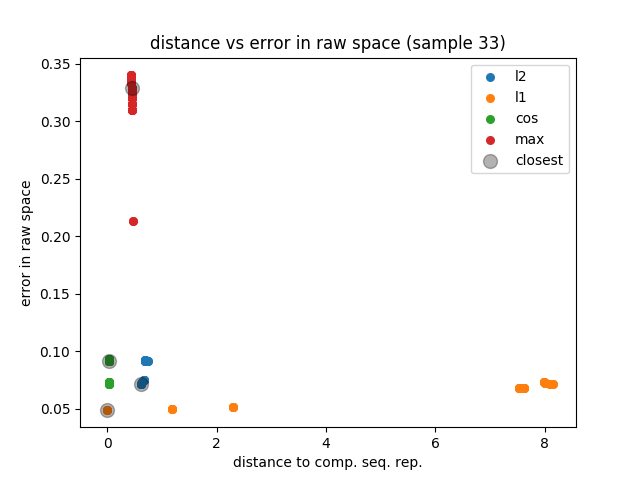 distance vs error in raw space (sample 33)
0.35
0.30
0.25
0.20
0.15
0.10
0.05
error in raw space
l2
l1
cos
max
closest
0 2 4 6 8
distance to comp. seq. rep.